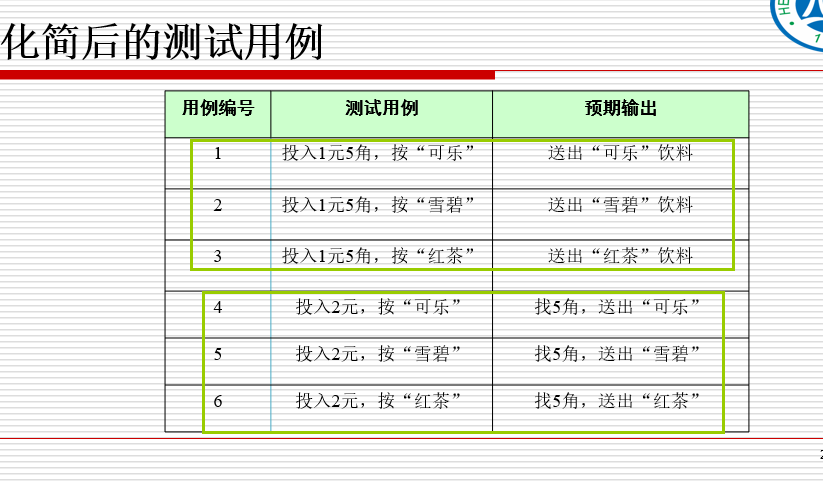 化简后的测试用例
用例编号 测试用例 预期输出
1 投入1元5角，按“可乐” 送出“可乐”饮料
2 投入1元5角，按“雪碧” 送出“雪碧”饮料
3 投入1元5角，按“红茶” 送出“红茶”饮料
4 投入2元，按“可乐” 找5角，送出“可乐”
5 投入2元，按“雪碧” 找5角，送出“雪碧”
6 投入2元，按“红茶” 找5角，送出“红茶”